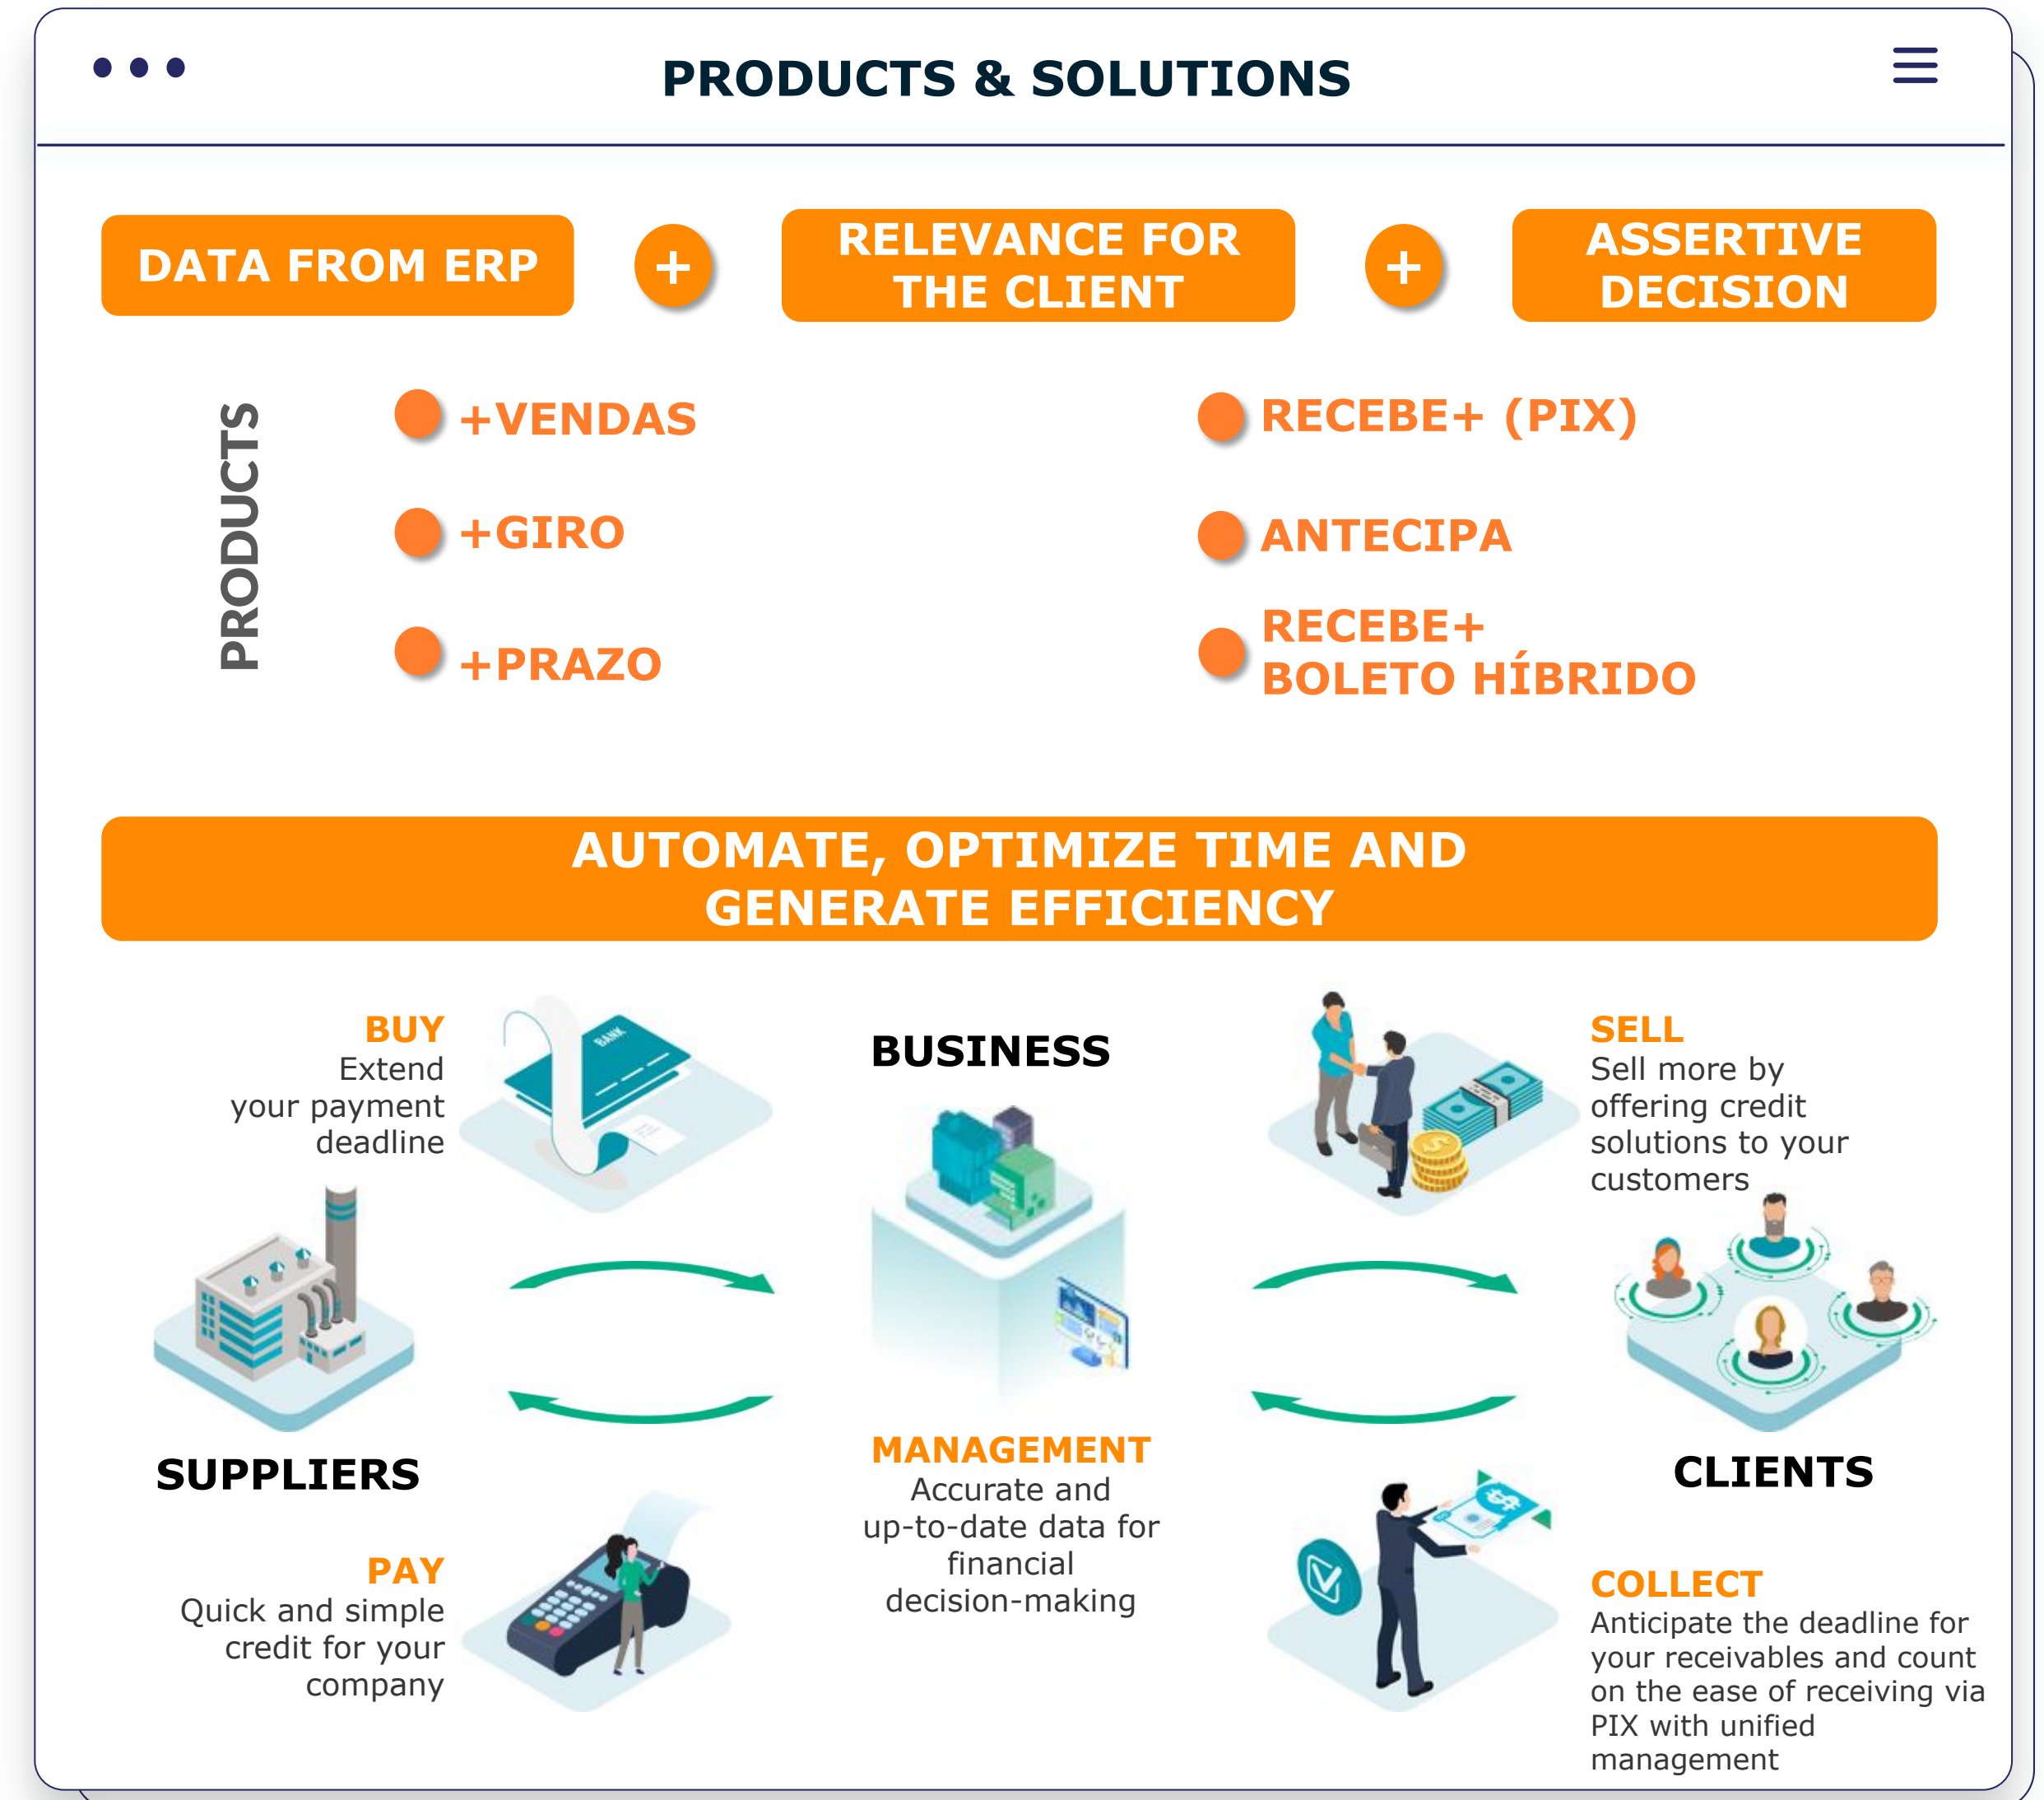 PRODUCTS & SOLUTIONS
DATA FROM ERP
+
RELEVANCE FOR
THE CLIENT
+
ASSERTIVE
DECISION
PRODUCTS
+VENDAS
+GIRO
+PRAZO
RECEBE+ (PIX)
ANTECIPA
RECEBE+
BOLETO HÍBRIDO
AUTOMATE, OPTIMIZE TIME AND
GENERATE EFFICIENCY
BUY
Extend
your payment
deadline
BANK
BUSINESS
SELL
Sell more by
offering credit
solutions to your
customers
SUPPLIERS
MANAGEMENT
Accurate and
up-to-date data for
financial
decision-making
CLIENTS
PAY
Quick and simple
credit for your
company
COLLECT
Anticipate the deadline for
your receivables and count
on the ease of receiving via
PIX with unified
management